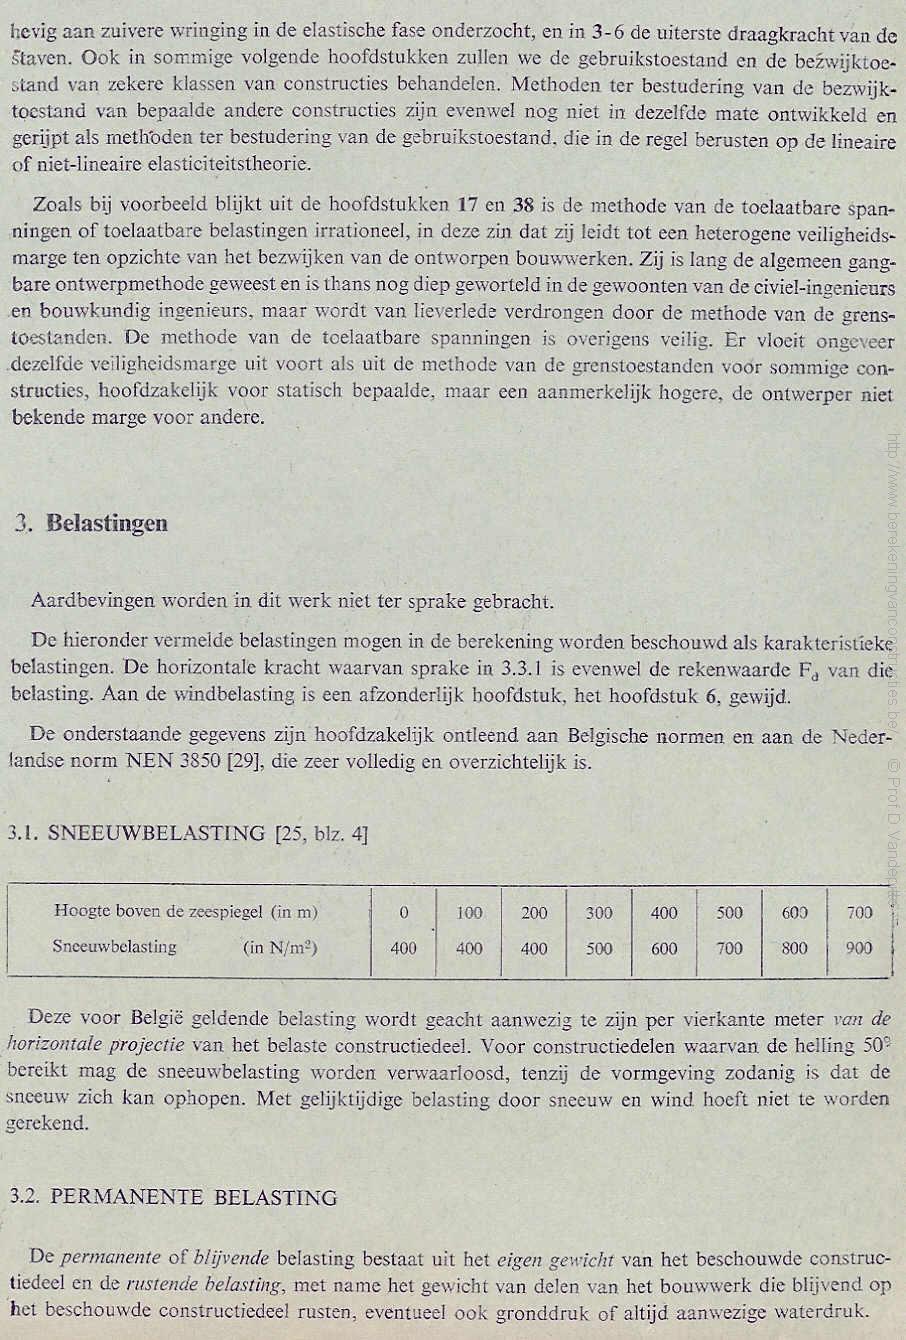 hevig aan zuivere wringing in de elastische fase onderzocht, en in 3-6 de uiterste draagkracht van de
staven. Ook in sommige volgende hoofdstukken zullen we de gebruikstoestand en de bezwijktoe-
stand van zekere klassen van constructies behandelen. Methoden ter bestudering van de bezwijk-
toestand van bepaalde andere constructies zijn evenwel nog niet in dezelfde mate ontwikkeld en
gerijpt als methoden ter bestudering van de gebruikstoestand, die in de regel berusten op de lineaire
of niet-lineaire elasticiteitstheorie.
Zoals bij voorbeeld blijkt uit de hoofdstukken 17 en 38 is de methode van de toelaatbare span-
ningen of toelaatbare belastingen irrationeel, in deze zin dat zij leidt tot een heterogene veiligheids-
marge ten opzichte van het bezwijken van de ontworpen bouwwerken. Zij is lang de algemeen gang-
bare ontwerpmethode geweest en is thans nog diep geworteld in de gewoonten van de civiel-ingenieurs
en bouwkundig ingenieurs, maar wordt van lieverlede verdrongen door de methode van de grens-
toestanden. De methode van de toelaatbare spanningen is overigens veilig. Er vloeit ongeveer
dezelfde veiligheidsmarge uit voort als uit de methode van de grenstoestanden voor sommige con-
structies, hoofdzakelijk voor statisch bepaalde, maar een aanmerkelijk hogere, de ontwerper niet
bekende marge voor andere.
3. Belastingen
Aardbevingen worden in dit werk niet ter sprake gebracht.
De hieronder vermelde belastingen mogen in de berekening worden beschouwd als karakteristieke
belastingen. De horizontale kracht waarvan sprake in 3.3.1 is evenwel de rekenwaarde F_d van die
belasting. Aan de windbelasting is een afzonderlijk hoofdstuk, het hoofdstuk 6, gewijd.
De onderstaande gegevens zijn hoofdzakelijk ontleend aan Belgische normen en aan de Neder-
landse norm NEN 3850 [29], die zeer volledig en overzichtelijk is.
3.1. SNEEUWBELASTING [25, blz. 4]
Hoogte boven de zeespiegel (in m) 0 100 200 300 400 500 600 700
Sneeuwbelasting (in N/m²) 400 400 400 500 600 700 800 900
Deze voor België geldende belasting wordt geacht aanwezig te zijn per vierkante meter van de
horizontale projectie van het belaste constructiedeel. Voor constructiedelen waarvan de helling 50°
bereikt mag de sneeuwbelasting worden verwaarloosd, tenzij de vormgeving zodanig is dat de
sneeuw zich kan ophopen. Met gelijktijdige belasting door sneeuw en wind hoeft niet te worden
gerekend.
3.2. PERMANENTE BELASTING
De permanente of blijvende belasting bestaat uit het eigen gewicht van het beschouwde construc-
tiedeel en de rustende belasting, met name het gewicht van delen van het bouwwerk die blijvend op
het beschouwde constructiedeel rusten, eventueel ook gronddruk of altijd aanwezige waterdruk.